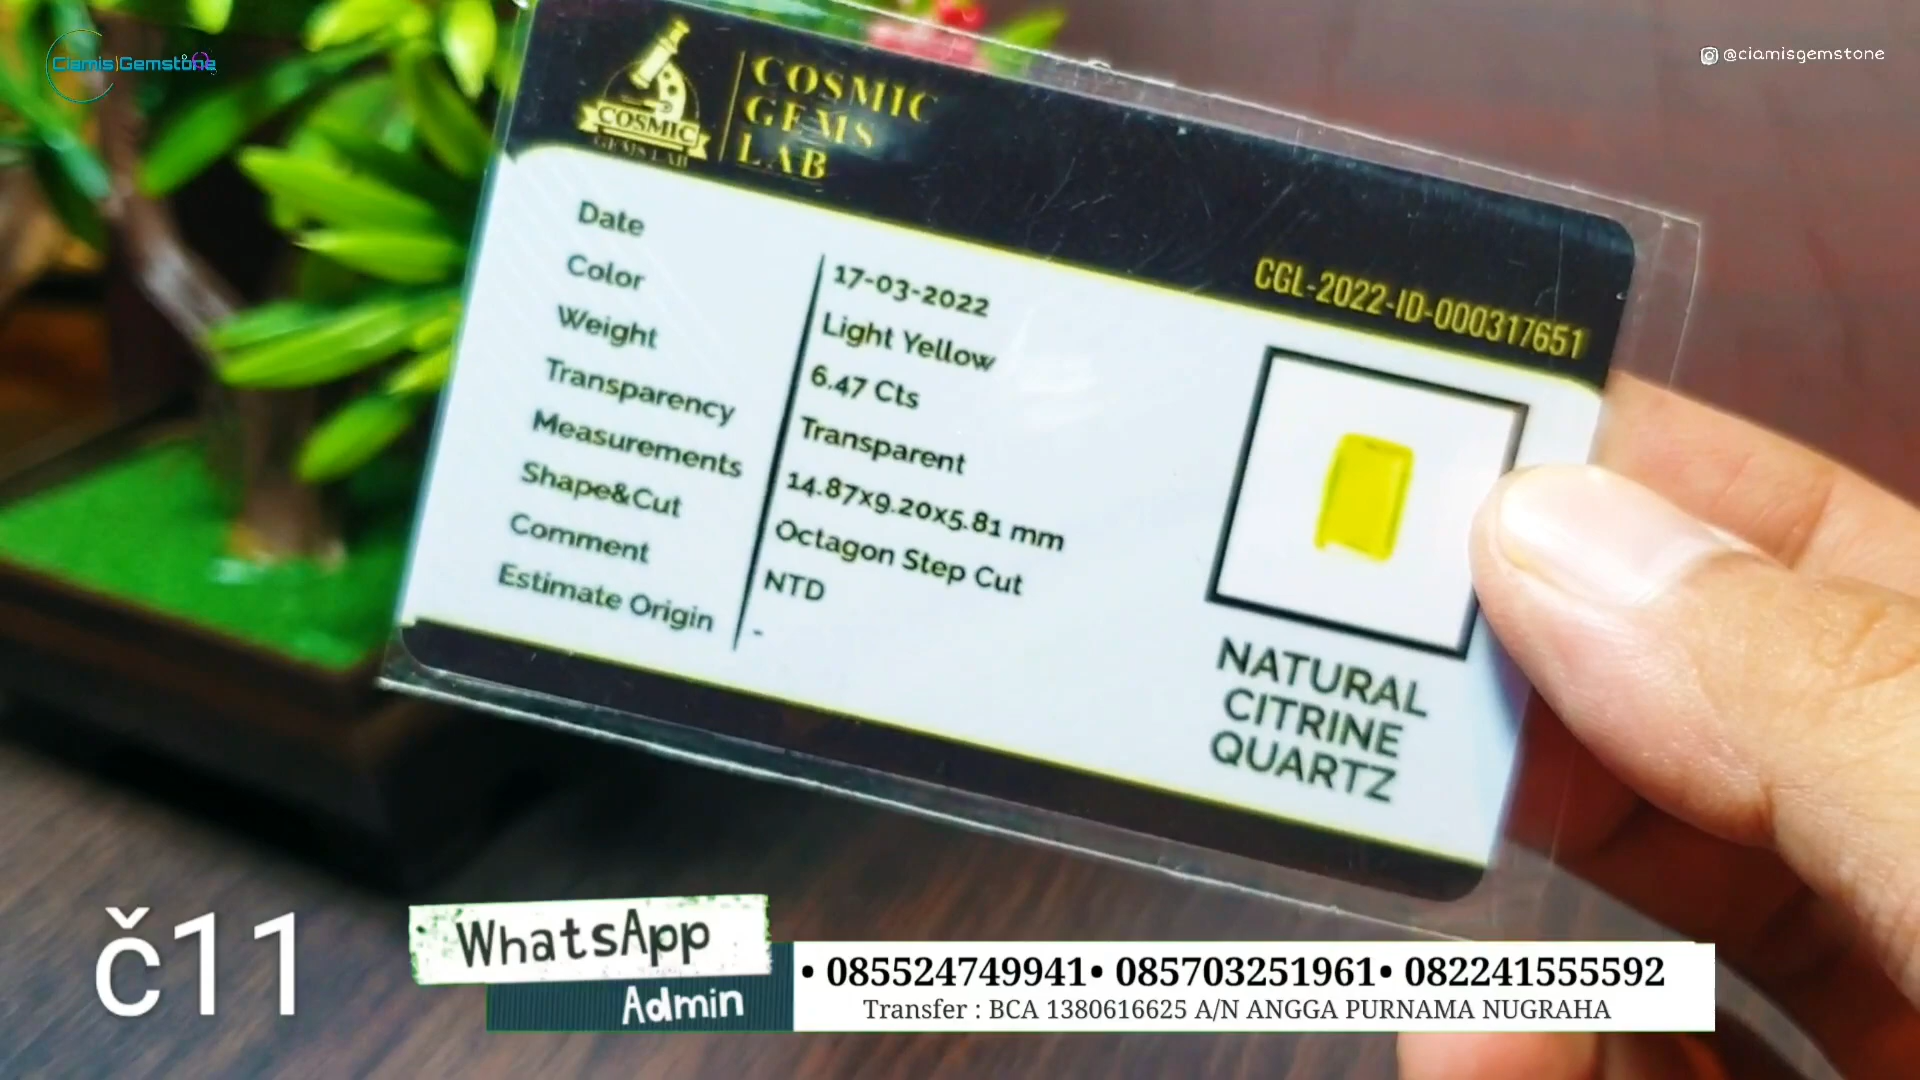 Ciamis Gemstone
@ciamisgemstone
COSMIC
GEMS LAB
COSMIC
GEMS
LAB
CGL-2022-ID-000317651
Date 17-03-2022
Color Light Yellow
Weight 6.47 Cts
Transparency Transparent
Measurements 14.87x9.20x5.81 mm
Shape&Cut Octagon Step Cut
Comment NTD
Estimate Origin -
NATURAL
CITRINE
QUARTZ
č11
WhatsApp
Admin
• 085524749941• 085703251961• 082241555592
Transfer : BCA 1380616625 A/N ANGGA PURNAMA NUGRAHA